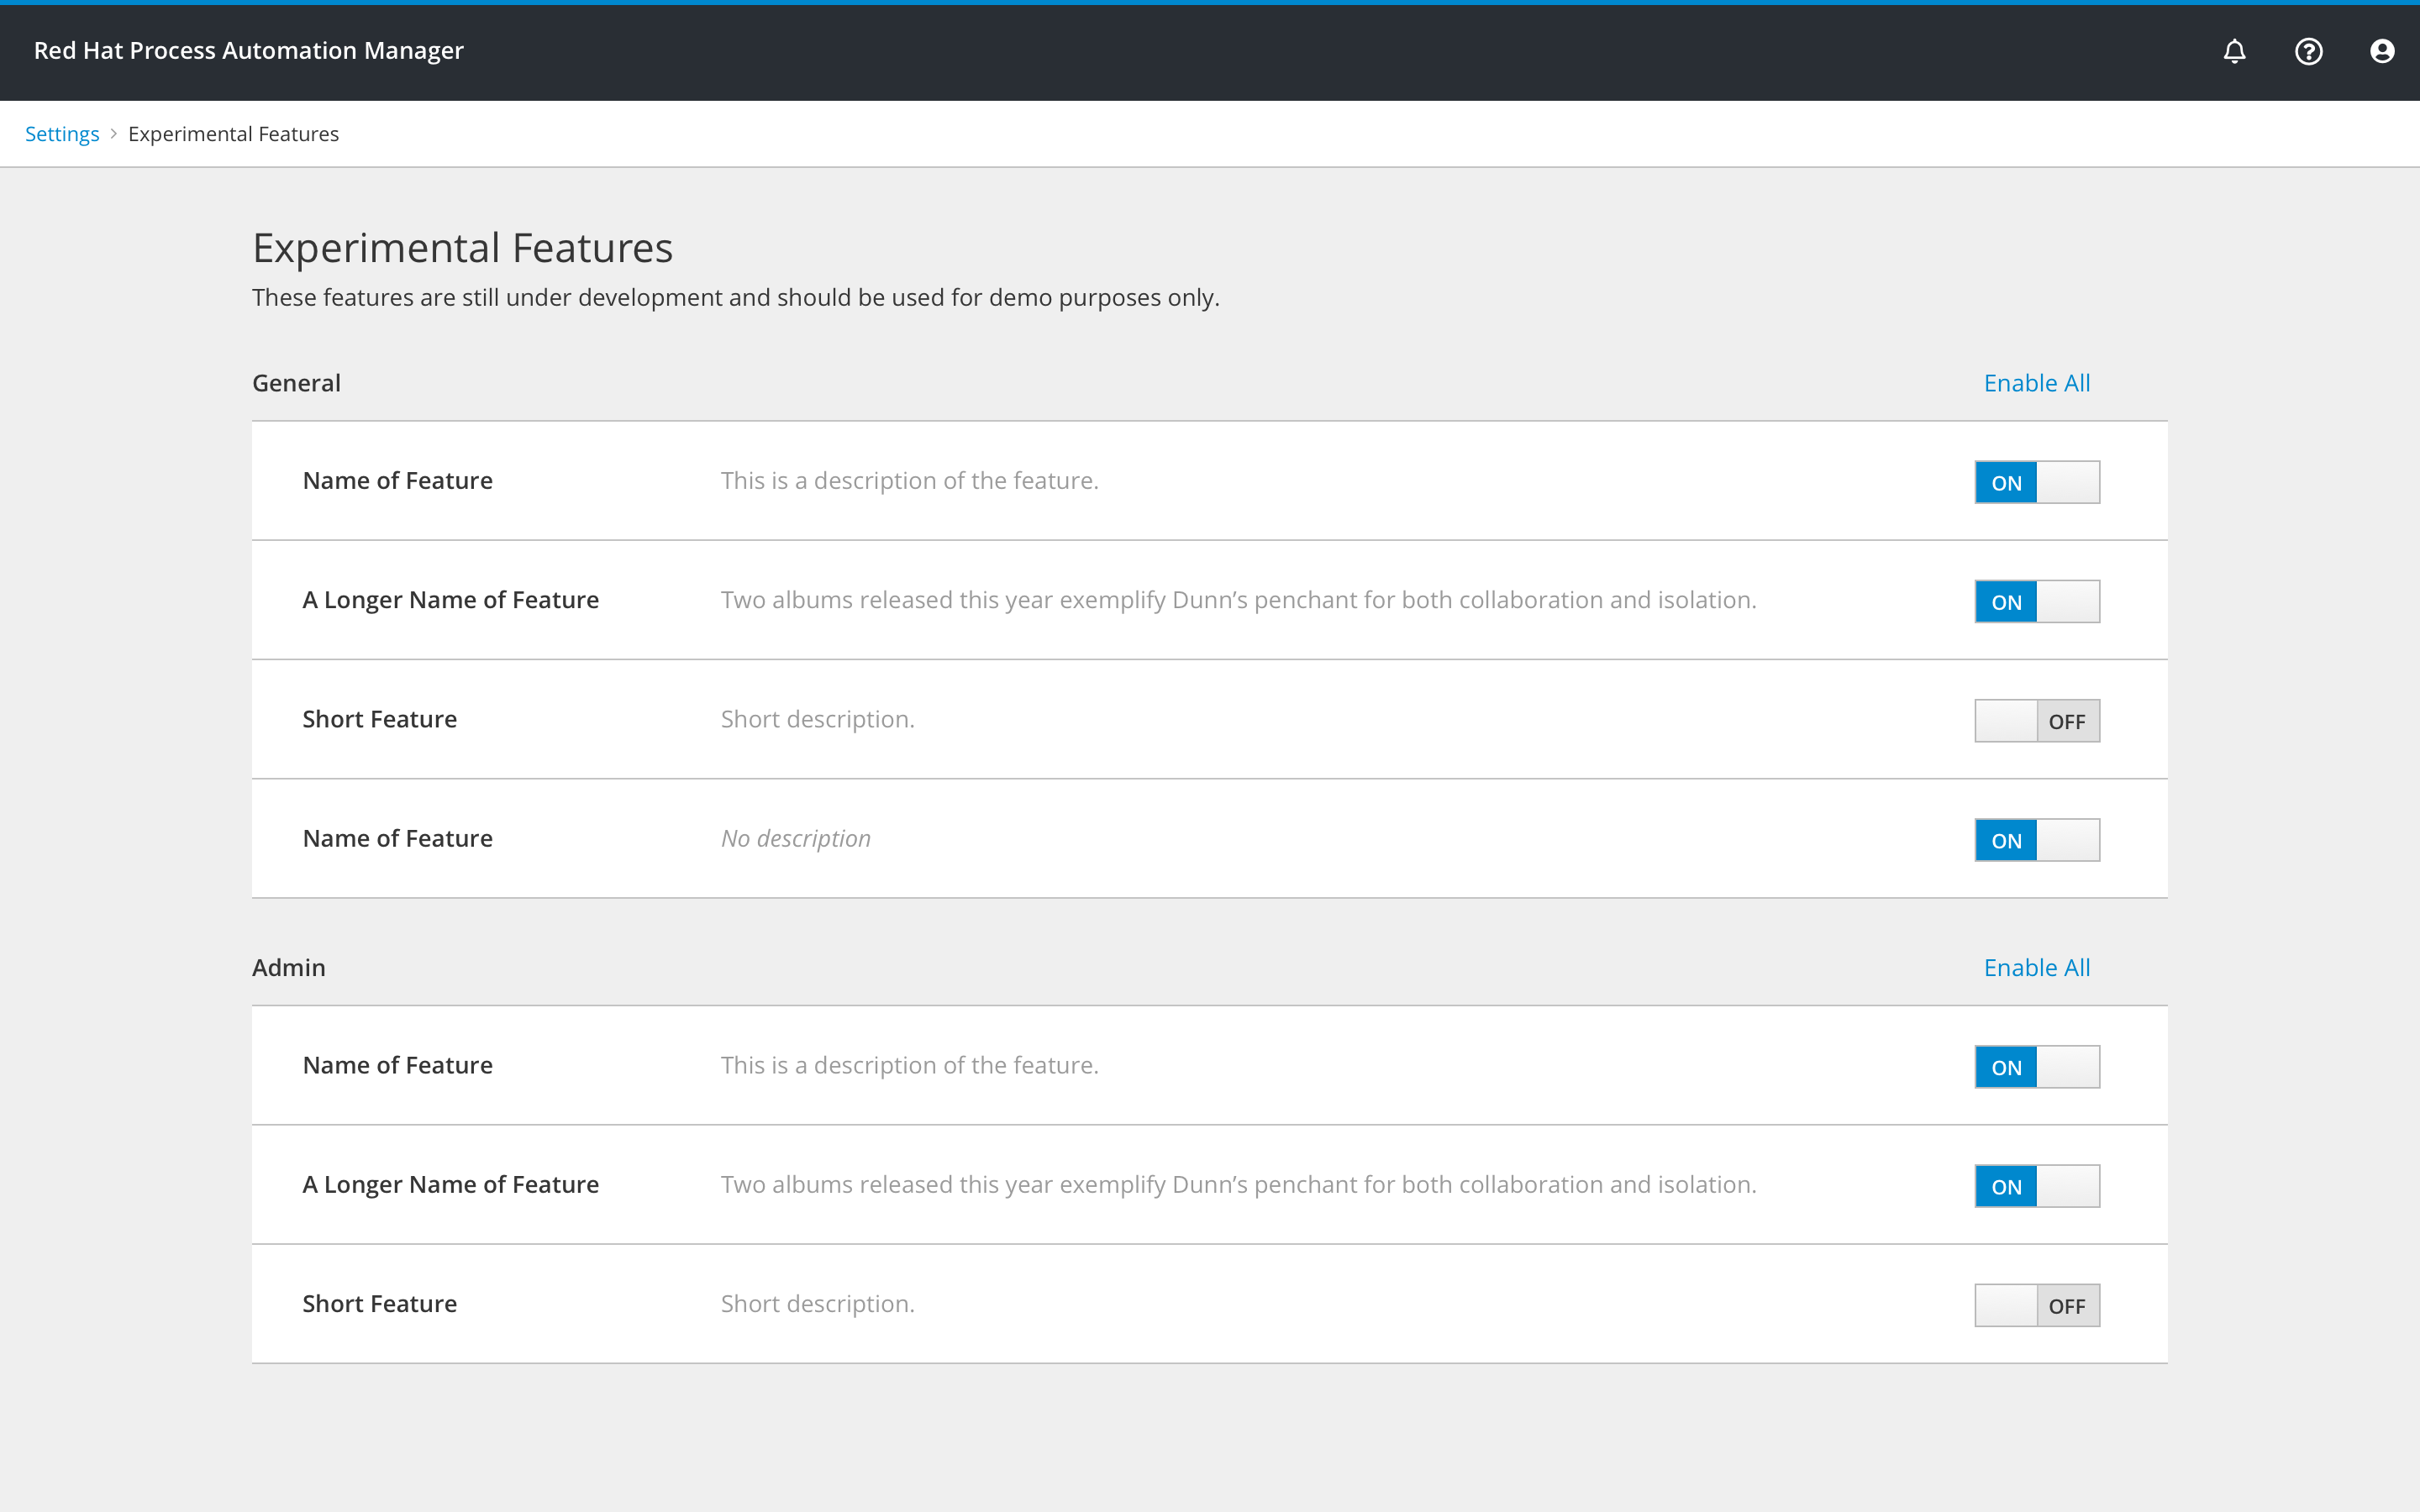 Red Hat Process Automation Manager
Settings > Experimental Features
Experimental Features
These features are still under development and should be used for demo purposes only.
General Enable All
Name of Feature This is a description of the feature. ON
A Longer Name of Feature Two albums released this year exemplify Dunn’s penchant for both collaboration and isolation. ON
Short Feature Short description. OFF
Name of Feature No description ON
Admin Enable All
Name of Feature This is a description of the feature. ON
A Longer Name of Feature Two albums released this year exemplify Dunn’s penchant for both collaboration and isolation. ON
Short Feature Short description. OFF